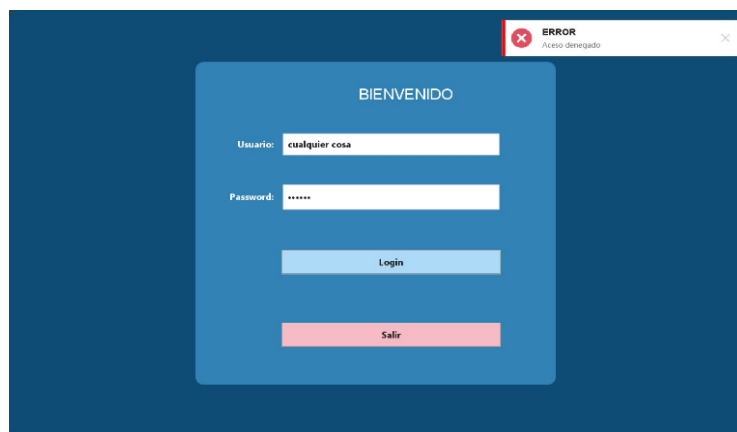 ERROR
Aceso denegado
BIENVENIDO
Usuario: cualquier cosa
Password: ••••••
Login
Salir